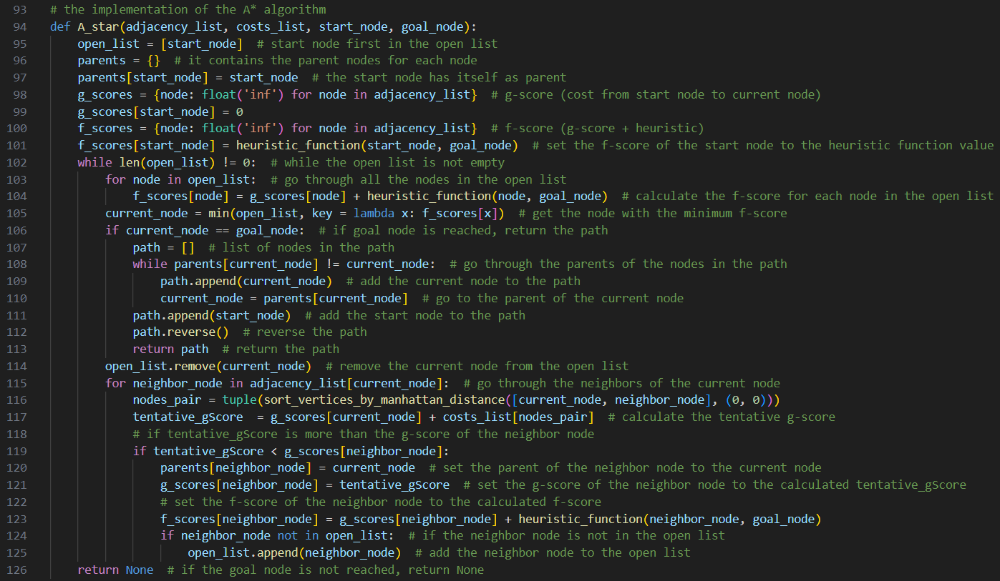 93 # the implementation of the A* algorithm
94 def A_star(adjacency_list, costs_list, start_node, goal_node):
95     open_list = [start_node]  # start node first in the open list
96     parents = {}  # it contains the parent nodes for each node
97     parents[start_node] = start_node  # the start node has itself as parent
98     g_scores = {node: float('inf') for node in adjacency_list}  # g-score (cost from start node to current node)
99     g_scores[start_node] = 0
100     f_scores = {node: float('inf') for node in adjacency_list}  # f-score (g-score + heuristic)
101     f_scores[start_node] = heuristic_function(start_node, goal_node)  # set the f-score of the start node to the heuristic function value
102     while len(open_list) != 0:  # while the open list is not empty
103         for node in open_list:  # go through all the nodes in the open list
104             f_scores[node] = g_scores[node] + heuristic_function(node, goal_node)  # calculate the f-score for each node in the open list
105         current_node = min(open_list, key = lambda x: f_scores[x])  # get the node with the minimum f-score
106         if current_node == goal_node:  # if goal node is reached, return the path
107             path = []  # list of nodes in the path
108             while parents[current_node] != current_node:  # go through the parents of the nodes in the path
109                 path.append(current_node)  # add the current node to the path
110                 current_node = parents[current_node]  # go to the parent of the current node
111             path.append(start_node)  # add the start node to the path
112             path.reverse()  # reverse the path
113             return path  # return the path
114         open_list.remove(current_node)  # remove the current node from the open list
115         for neighbor_node in adjacency_list[current_node]:  # go through the neighbors of the current node
116             nodes_pair = tuple(sort_vertices_by_manhattan_distance([current_node, neighbor_node], (0, 0)))
117             tentative_gScore  = g_scores[current_node] + costs_list[nodes_pair]  # calculate the tentative g-score
118             # if tentative_gScore is more than the g-score of the neighbor node
119             if tentative_gScore < g_scores[neighbor_node]:
120                 parents[neighbor_node] = current_node  # set the parent of the neighbor node to the current node
121                 g_scores[neighbor_node] = tentative_gScore  # set the g-score of the neighbor node to the calculated tentative_gScore
122                 # set the f-score of the neighbor node to the calculated f-score
123                 f_scores[neighbor_node] = g_scores[neighbor_node] + heuristic_function(neighbor_node, goal_node)
124                 if neighbor_node not in open_list:  # if the neighbor node is not in the open list
125                     open_list.append(neighbor_node)  # add the neighbor node to the open list
126     return None  # if the goal node is not reached, return None